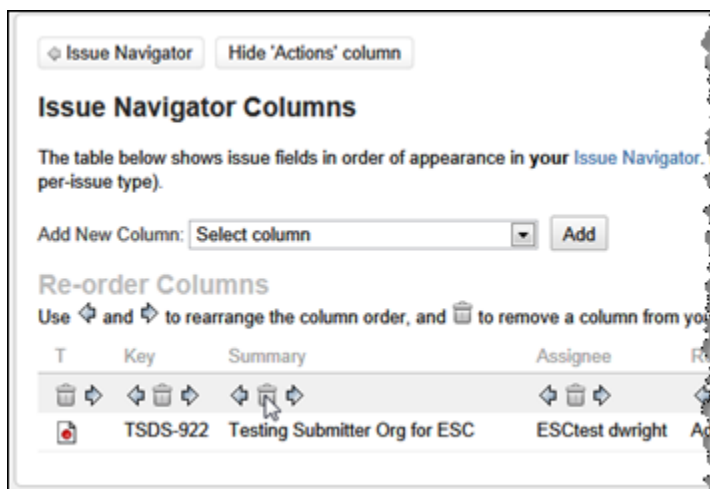 Issue Navigator Hide 'Actions' column
Issue Navigator Columns
The table below shows issue fields in order of appearance in your Issue Navigator.
per-issue type).
Add New Column: Select column Add
Re-order Columns
Use and to rearrange the column order, and to remove a column from
T Key Summary Assignee
TSDS-922 Testing Submitter Org for ESC ESCtest dwright